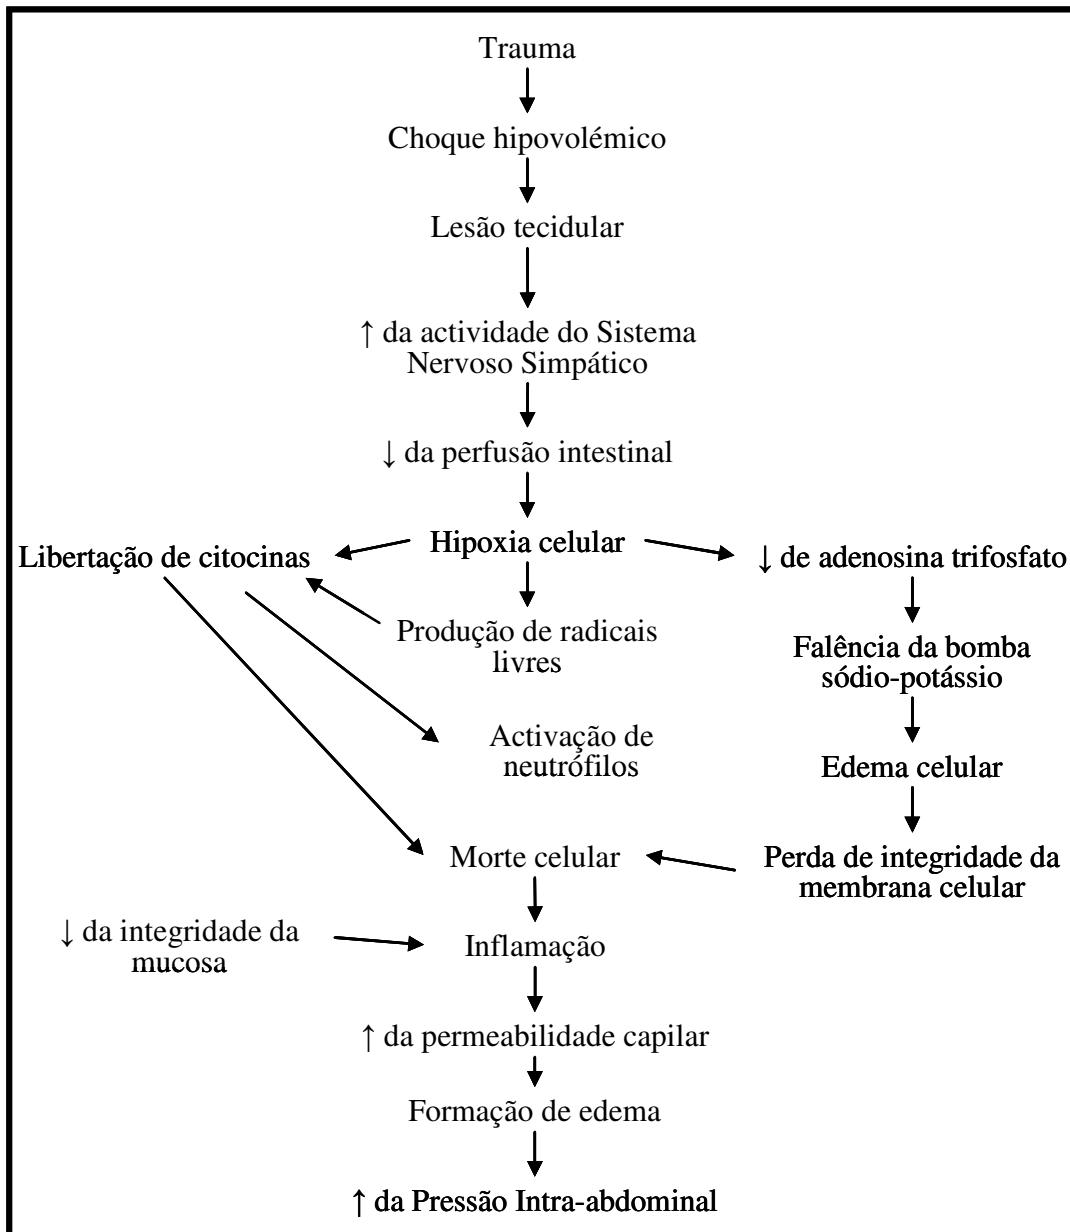 Trauma
Choque hipovolémico
Lesão tecidular
↑ da actividade do Sistema
Nervoso Simpático
↓ da perfusão intestinal
Libertação de citocinas
Hipoxia celular
↓ de adenosina trifosfato
Produção de radicais
livres
Falência da bomba
sódio-potássio
Activação de
neutrófilos
Edema celular
Morte celular
Perda de integridade da
membrana celular
↓ da integridade da
mucosa
Inflamação
↑ da permeabilidade capilar
Formação de edema
↑ da Pressão Intra-abdominal